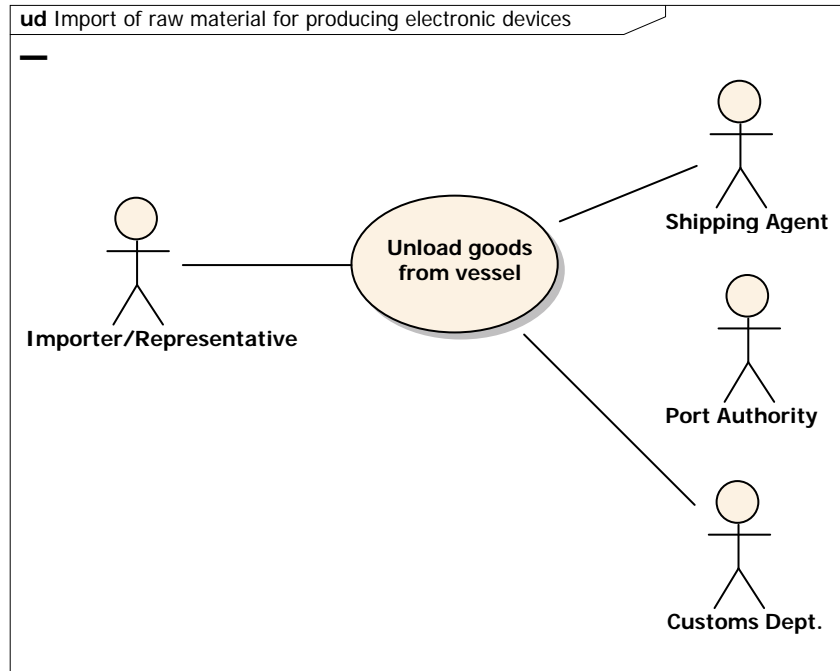 ud Import of raw material for producing electronic devices
Shipping Agent
Unload goods
from vessel
Importer/Representative
Port Authority
Customs Dept.